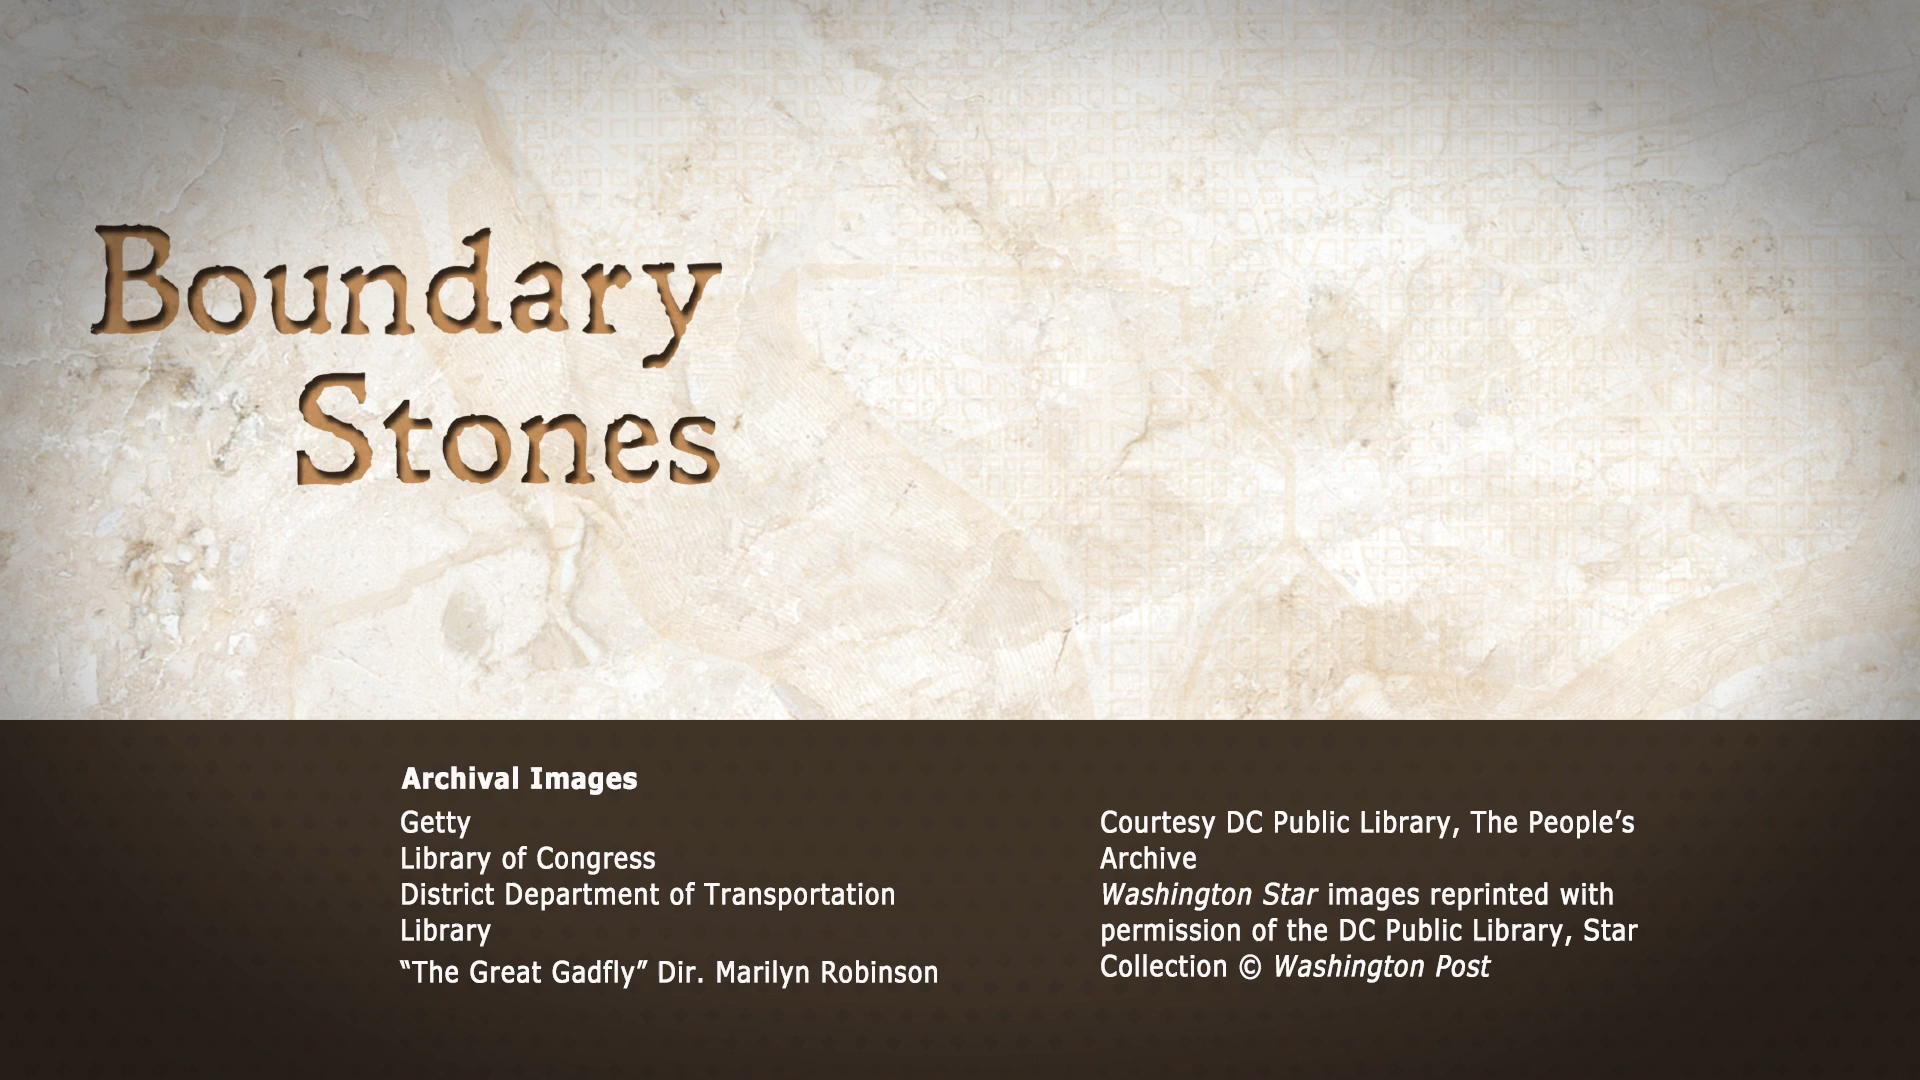 Boundary
Stones
Archival Images
Getty
Library of Congress
District Department of Transportation
Library
“The Great Gadfly” Dir. Marilyn Robinson
Courtesy DC Public Library, The People’s
Archive
Washington Star images reprinted with
permission of the DC Public Library, Star
Collection © Washington Post